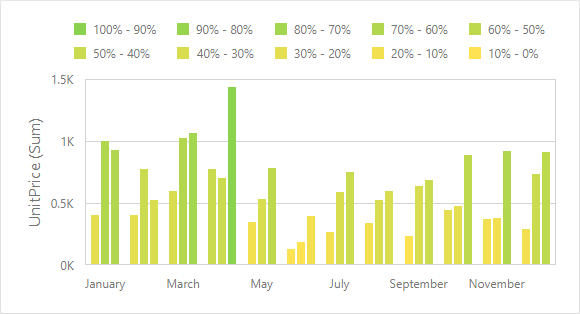 100% - 90% 90% - 80% 80% - 70% 70% - 60% 60% - 50%
50% - 40% 40% - 30% 30% - 20% 20% - 10% 10% - 0%
UnitPrice (Sum)
1.5K
1K
0.5K
0K
January March May July September November